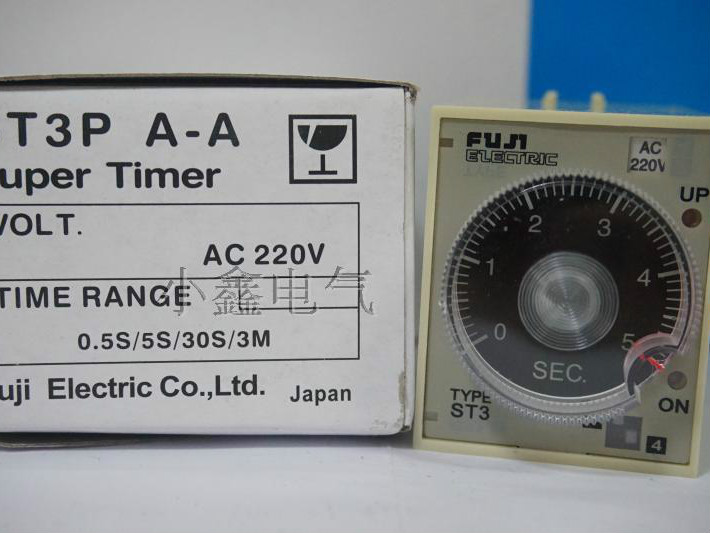 T3P A-A
uper Timer
VOLT.
AC 220V
TIME RANGE
0.5S/5S/30S/3M
uji Electric Co.,Ltd. Japan
小鑫电气
FUJI
ELECTRIC
AC
220V
UP
0 1 2 3 4 5
SEC.
TYPE
ST3
ON
4